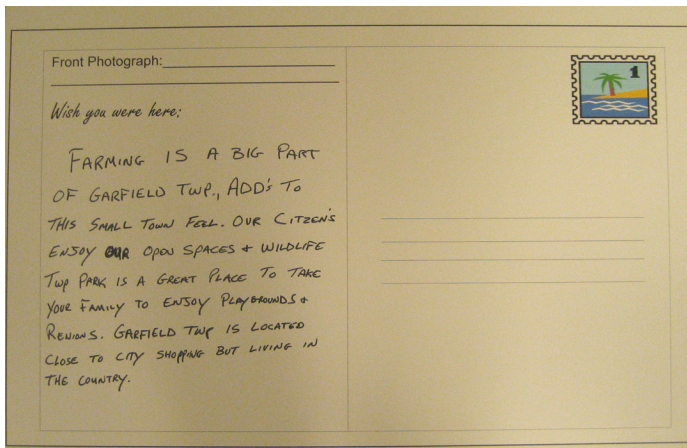 Front Photograph:
Wish you were here:
FARMING IS A BIG PART
OF GARFIELD TWP., ADD'S TO
THIS SMALL TOWN FEEL. OUR CITZEN'S
ENJOY OUR OPEN SPACES + WILDLIFE
TWP PARK IS A GREAT PLACE TO TAKE
YOUR FAMILY TO ENJOY PLAYGROUNDS +
RENIONS. GARFIELD TWP IS LOCATED
CLOSE TO CITY SHOPPING BUT LIVING IN
THE COUNTRY.
1